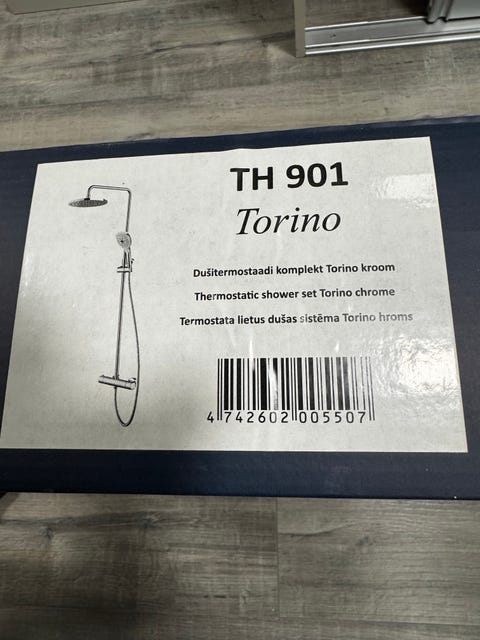 TH 901
Torino
Dušitermostaadi komplekt Torino kroom
Thermostatic shower set Torino chrome
Termostata lietus dušas sistēma Torino hroms
4 742602 005507